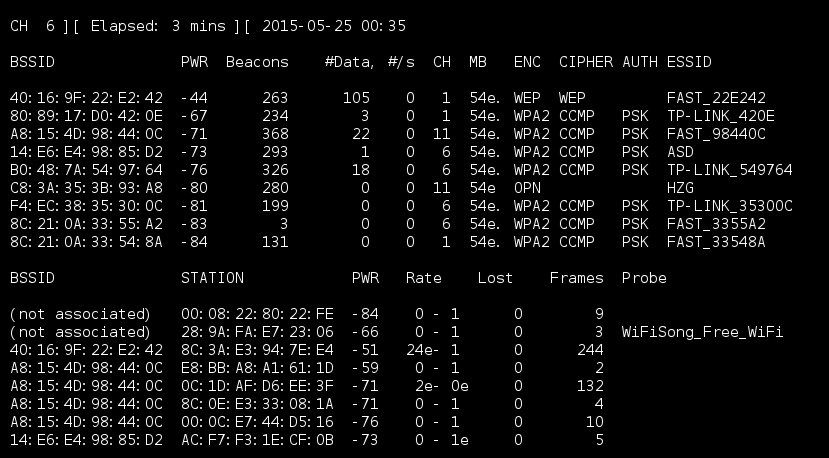 CH 6 ][ Elapsed: 3 mins ][ 2015-05-25 00:35
BSSID PWR Beacons #Data, #/s CH MB ENC CIPHER AUTH ESSID
40:16:9F:22:E2:42 -44 263 105 0 1 54e. WEP WEP FAST_22E242
80:89:17:D0:42:0E -67 234 3 0 1 54e. WPA2 CCMP PSK TP-LINK_420E
A8:15:4D:98:44:0C -71 368 22 0 11 54e. WPA2 CCMP PSK FAST_98440C
14:E6:E4:98:85:D2 -73 293 1 0 6 54e. WPA2 CCMP PSK ASD
B0:48:7A:54:97:64 -76 326 18 0 6 54e. WPA2 CCMP PSK TP-LINK_549764
C8:3A:35:3B:93:A8 -80 280 0 0 11 54e OPN HZG
F4:EC:38:35:30:0C -81 199 0 0 6 54e. WPA2 CCMP PSK TP-LINK_35300C
8C:21:0A:33:55:A2 -83 3 0 0 6 54e. WPA2 CCMP PSK FAST_3355A2
8C:21:0A:33:54:8A -84 131 0 0 1 54e. WPA2 CCMP PSK FAST_33548A
BSSID STATION PWR Rate Lost Frames Probe
(not associated) 00:08:22:80:22:FE -84 0 - 1 0 9
(not associated) 28:9A:FA:E7:23:06 -66 0 - 1 0 3 WiFiSong_Free_WiFi
40:16:9F:22:E2:42 8C:3A:E3:94:7E:E4 -51 24e- 1 0 244
A8:15:4D:98:44:0C E8:BB:A8:A1:61:1D -59 0 - 1 0 2
A8:15:4D:98:44:0C 0C:1D:AF:D6:EE:3F -71 2e- 0e 0 132
A8:15:4D:98:44:0C 8C:0E:E3:33:08:1A -71 0 - 1 0 4
A8:15:4D:98:44:0C 00:0C:E7:44:D5:16 -76 0 - 1 0 10
14:E6:E4:98:85:D2 AC:F7:F3:1E:CF:0B -73 0 - 1e 0 5